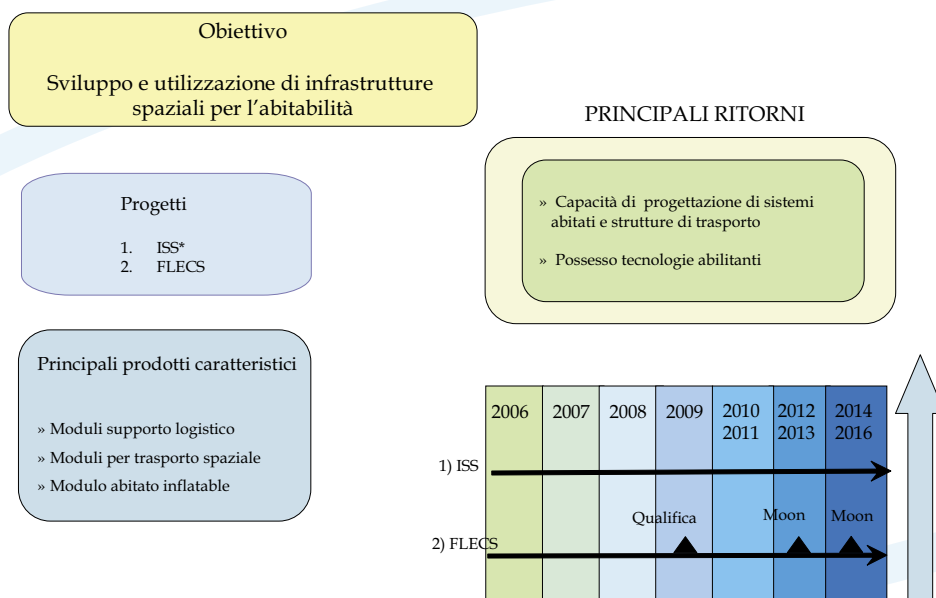 Obiettivo
Sviluppo e utilizzazione di infrastrutture
spaziali per l'abitabilità
PRINCIPALI RITORNI
» Capacità di progettazione di sistemi
abitati e strutture di trasporto
» Possesso tecnologie abilitanti
Progetti
1. ISS*
2. FLECS
Principali prodotti caratteristici
» Moduli supporto logistico
» Moduli per trasporto spaziale
» Modulo abitato inflatable
2006 2007 2008 2009 2010 2012 2014
2011 2013 2016
1) ISS
Qualifica Moon Moon
2) FLECS